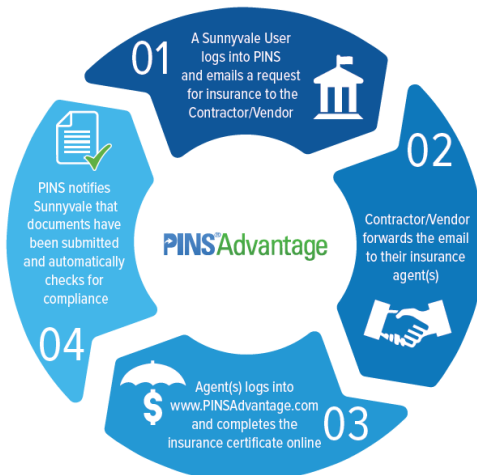 01
A Sunnyvale User
logs into PINS
and emails a request
for insurance to the
Contractor/Vendor
02
Contractor/Vendor
forwards the email
to their insurance
agent(s)
03
Agent(s) logs into
www.PINSAdvantage.com
and completes the
insurance certificate online
$
04
PINS notifies
Sunnyvale that
documents have
been submitted
and automatically
checks for
compliance
PINS®Advantage